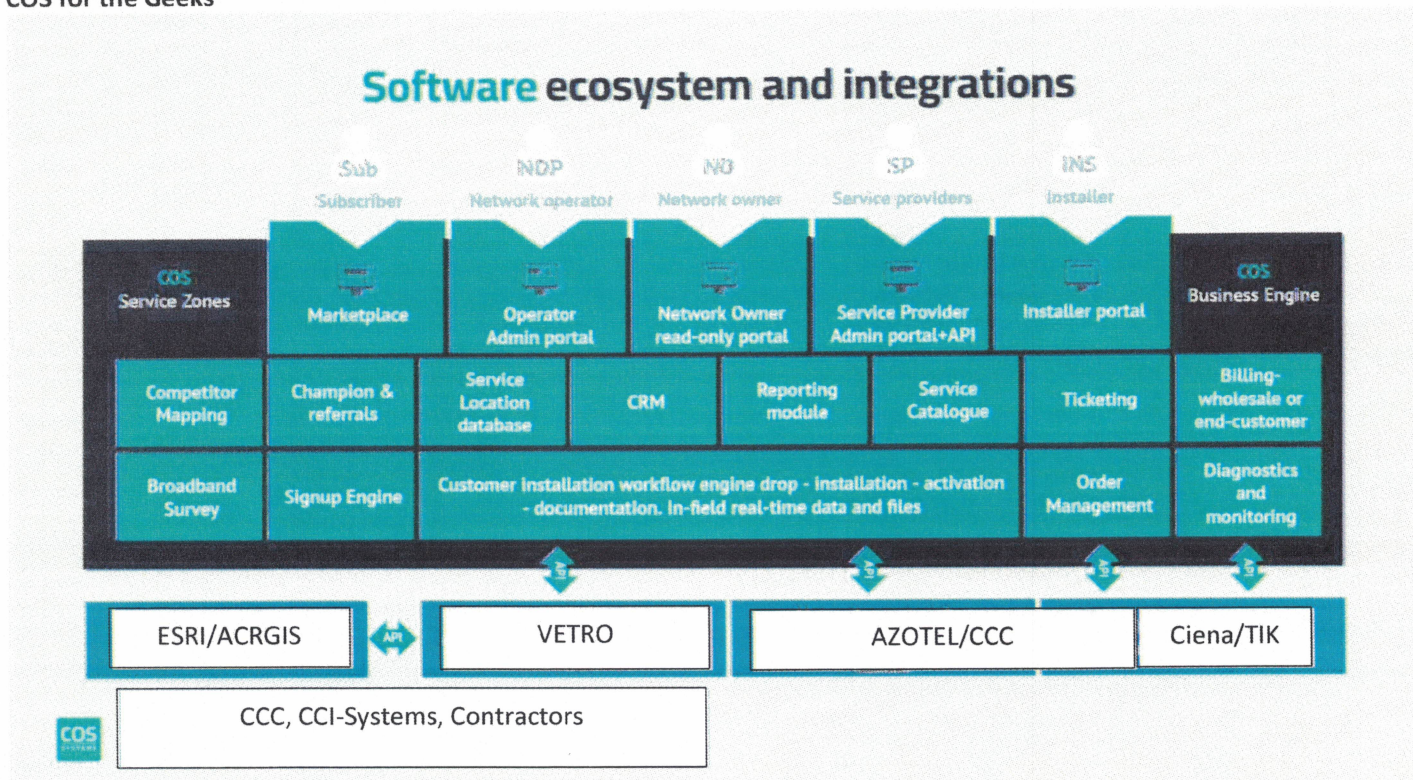 COS for the Geeks
Software ecosystem and integrations
Sub
Subscriber
NOP
Network operator
NO
Network owner
SP
Service providers
INS
Installer
COS
Service Zones
Marketplace
Operator
Admin portal
Network Owner
read-only portal
Service Provider
Admin portal+API
Installer portal
COS
Business Engine
Competitor
Mapping
Champion &
referrals
Service
Location
database
CRM
Reporting
module
Service
Catalogue
Ticketing
Billing-
wholesale or
end-customer
Broadband
Survey
Signup Engine
Customer installation workflow engine drop - installation - activation
- documentation. In-field real-time data and files
Order
Management
Diagnostics
and
monitoring
API
API
API
API
ESRI/ACRGIS
API
VETRO
AZOTEL/CCC
Ciena/TIK
CCC, CCI-Systems, Contractors
COS
SYSTEMS